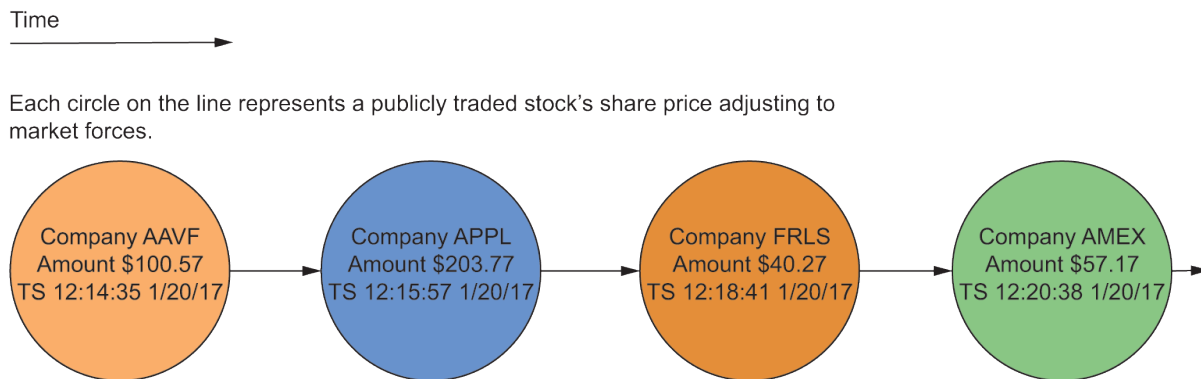 Time
Each circle on the line represents a publicly traded stock’s share price adjusting to
market forces.
Company AAVF
Amount $100.57
TS 12:14:35 1/20/17
Company APPL
Amount $203.77
TS 12:15:57 1/20/17
Company FRLS
Amount $40.27
TS 12:18:41 1/20/17
Company AMEX
Amount $57.17
TS 12:20:38 1/20/17